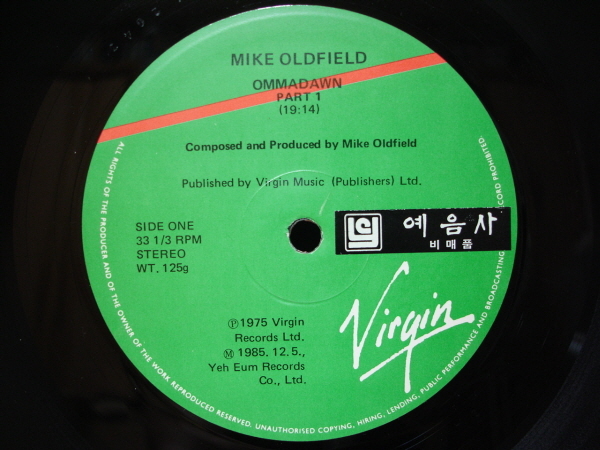 MIKE OLDFIELD
OMMADAWN
PART 1
(19:14)
Composed and Produced by Mike Oldfield
Published by Virgin Music (Publishers) Ltd.
SIDE ONE
33 1/3 RPM
STEREO
WT. 125g
예음사
비매품
Ⓟ1975 Virgin
Records Ltd.
Ⓜ1985. 12.5.,
Yeh Eum Records
Co., Ltd.
Virgin
ALL RIGHTS OF THE PRODUCER AND OF THE OWNER OF THE WORK REPRODUCED RESERVED. UNAUTHORISED COPYING, HIRING, LENDING, PUBLIC PERFORMANCE AND BROADCASTING
CORD PROHIBITED.